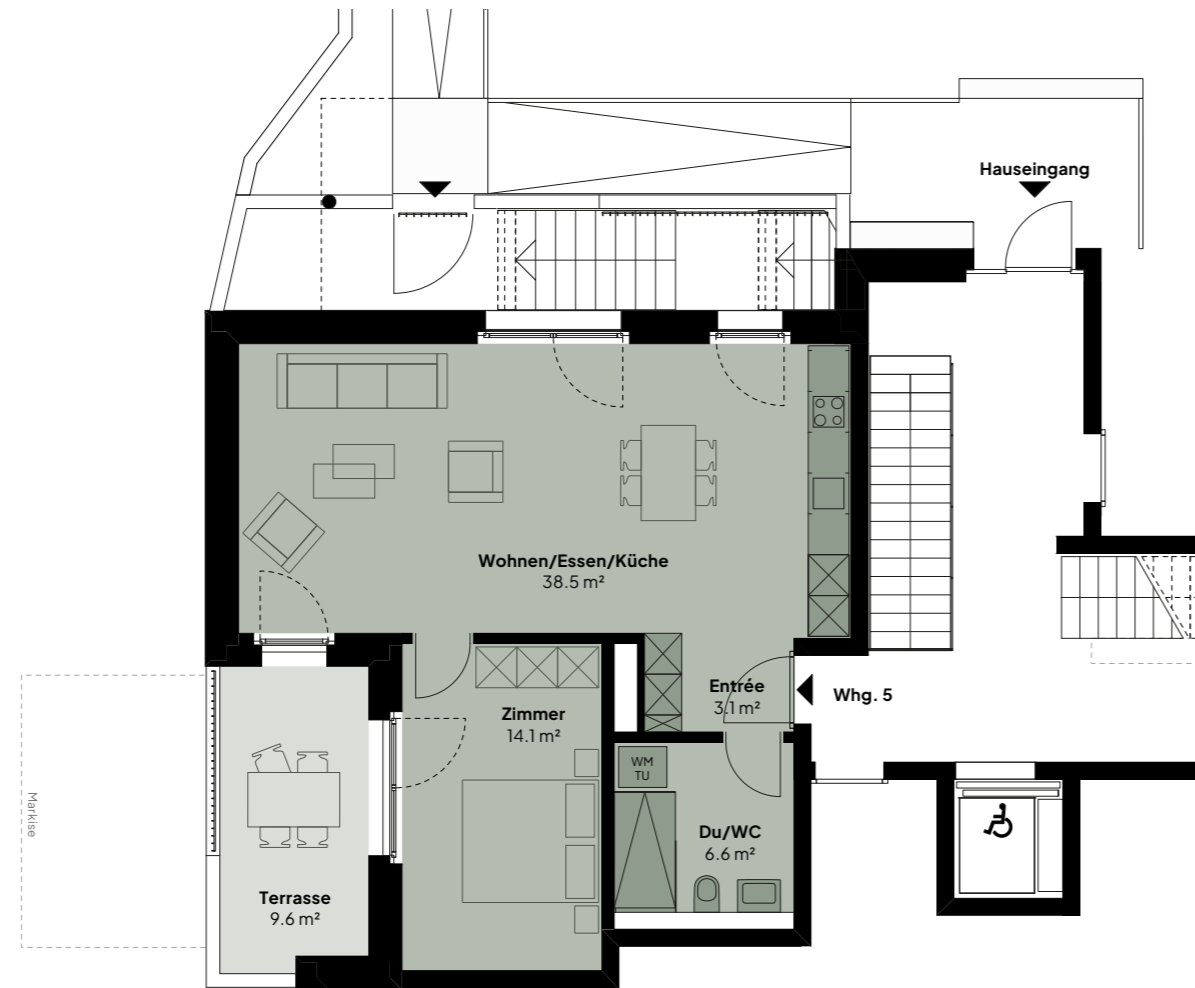 Hauseingang
Wohnen/Essen/Küche
38.5 m²
Entrée
3.1 m²
Whg. 5
Zimmer
14.1 m²
WM
TU
Markise
Du/WC
6.6 m²
Terrasse
9.6 m²